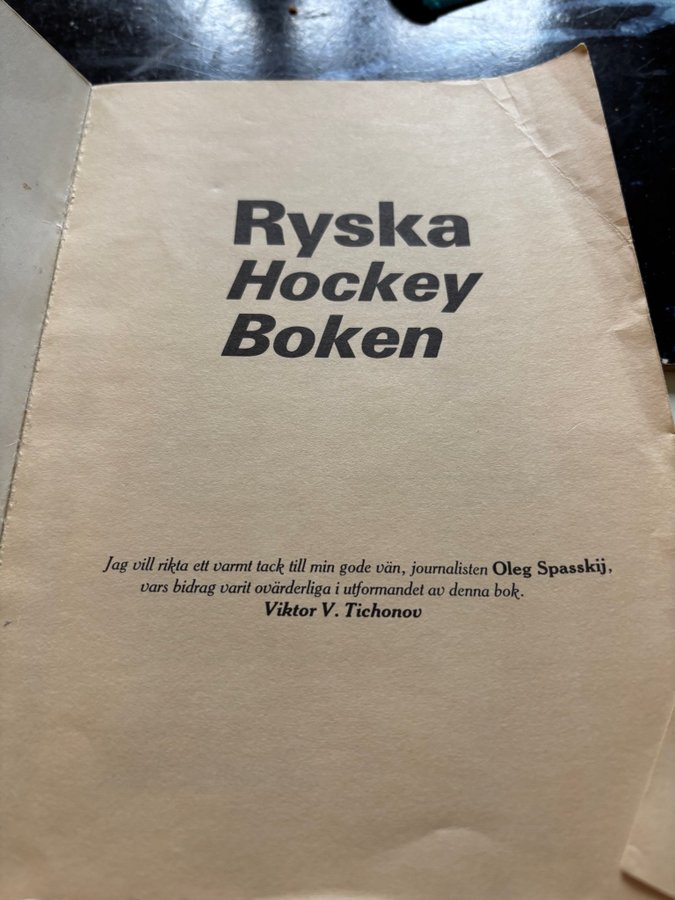 Ryska
Hockey
Boken
Jag vill rikta ett varmt tack till min gode vän, journalisten Oleg Spasskij,
vars bidrag varit ovärderliga i utformandet av denna bok.
Viktor V. Tichonov